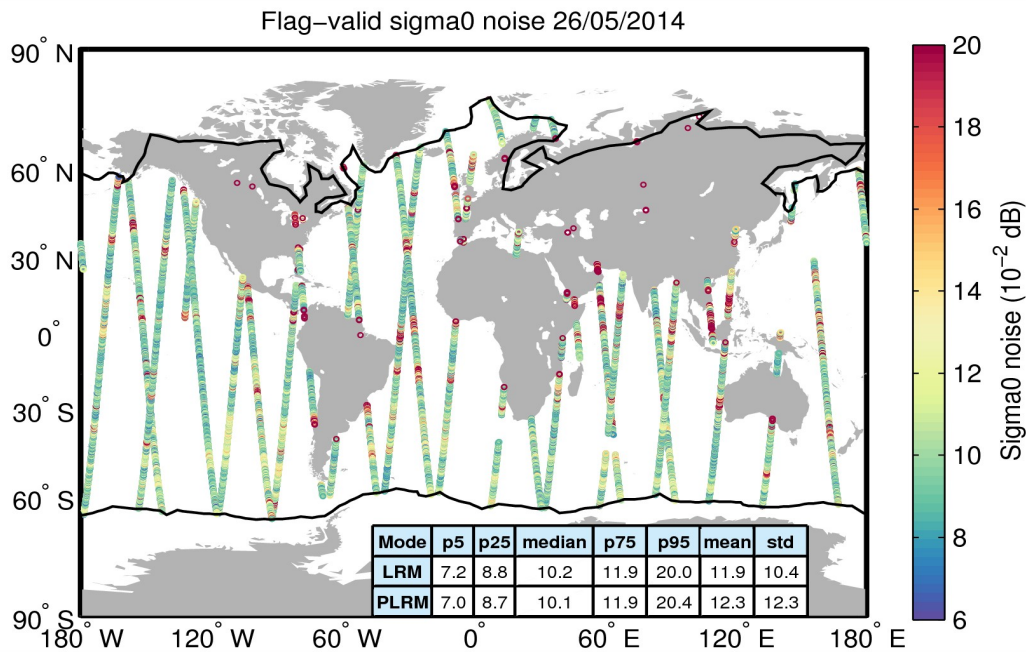 Flag−valid sigma0 noise 26/05/2014
90° N
60° N
30° N
0°
30° S
60° S
90° S
180° W
120° W
60° W
0°
60° E
120° E
180° E
Mode p5 p25 median p75 p95 mean std
LRM 7.2 8.8 10.2 11.9 20.0 11.9 10.4
PLRM 7.0 8.7 10.1 11.9 20.4 12.3 12.3
20
18
16
14
12
10
8
6
Sigma0 noise (10−2 dB)